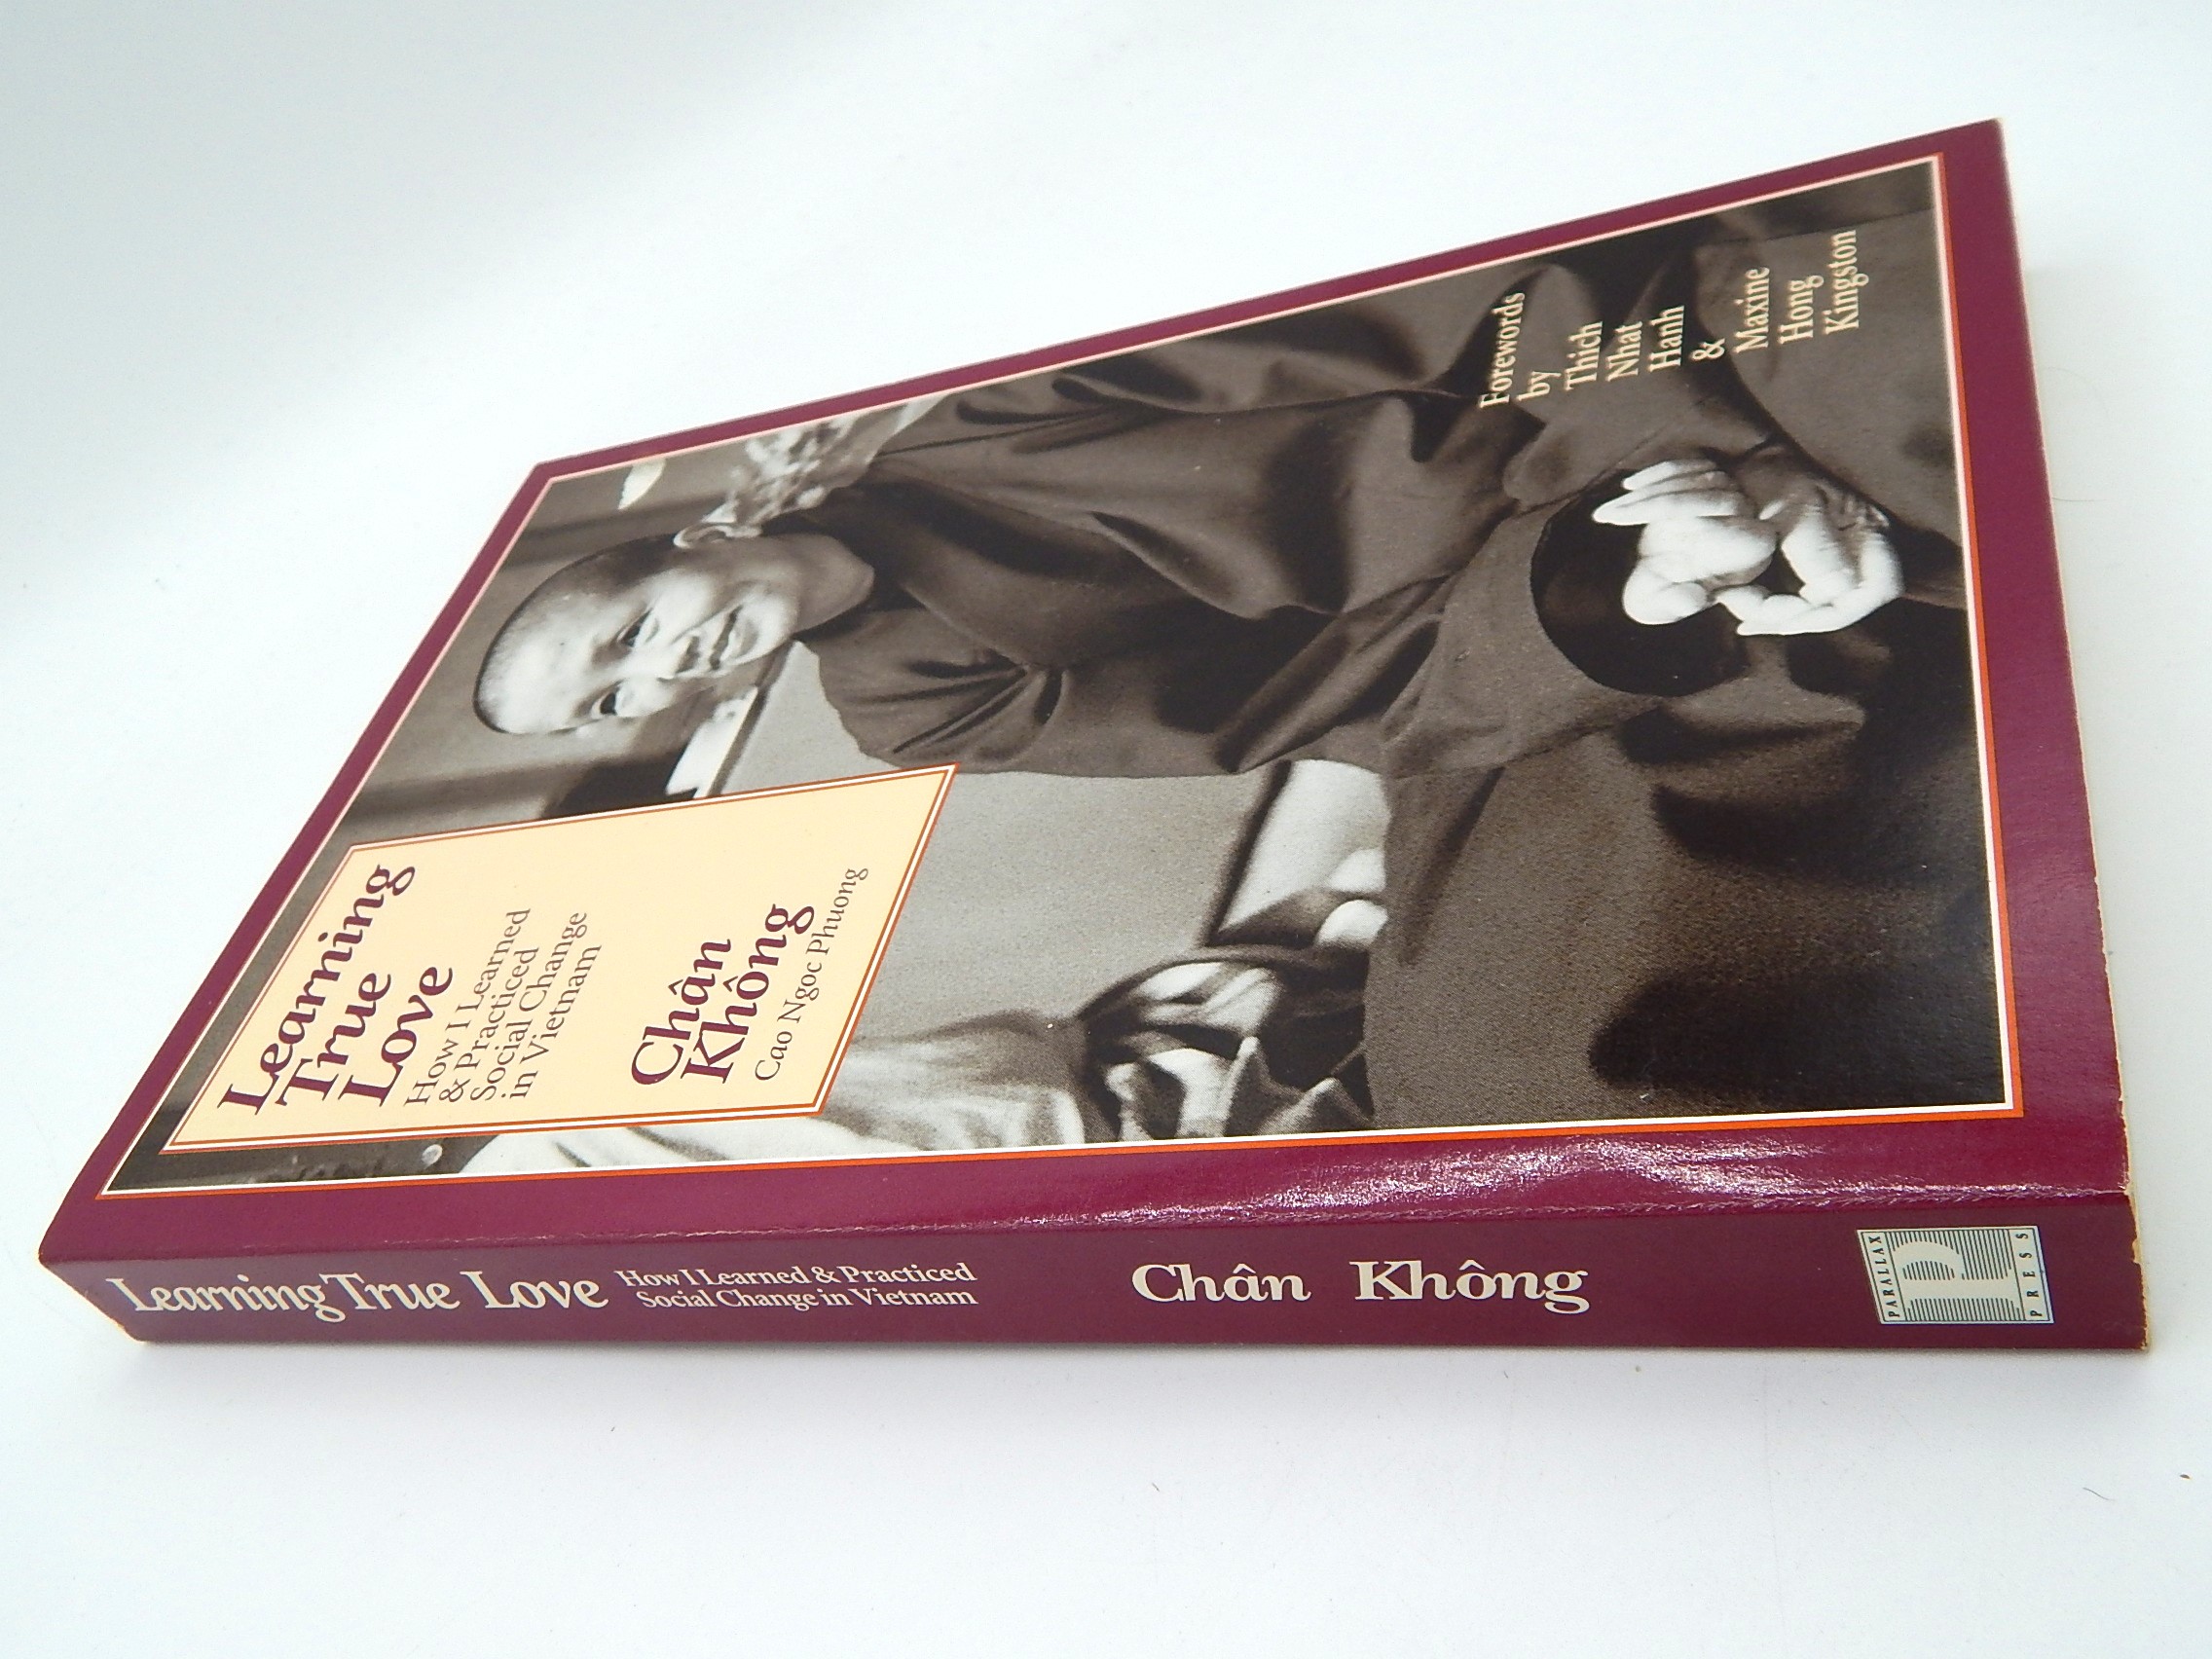 Learning
True
Love
How I Learned
& Practiced
Social Change
in Vietnam
Chân
Không
Cao Ngoc Phuong
Forewords
by
Thich
Nhat
Hanh
&
Maxine
Hong
Kingston
Learning True Love
How I Learned & Practiced
Social Change in Vietnam
Chân Không
PARALLAX
P
PRESS